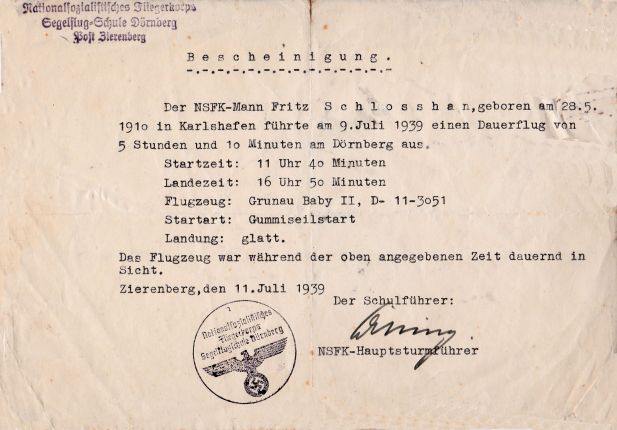 Nationalsozialistisches Fliegerkorps
Segelflug-Schule Dörnberg
Post Zierenberg
Bescheinigung.
Der NSFK-Mann Fritz Schlosshan, geboren am 28.5.
1910 in Karlshafen führte am 9.Juli 1939 einen Dauerflug von
5 Stunden und 10 Minuten am Dörnberg aus.
Startzeit: 11 Uhr 40 Minuten
Landezeit: 16 Uhr 50 Minuten
Flugzeug: Grunau Baby II, D- 11-3051
Startart: Gummiseilstart
Landung: glatt.
Das Flugzeug war während der oben angegebenen Zeit dauernd in
Sicht.
Zierenberg,den 11.Juli 1939
Der Schulführer:
NSFK-Hauptsturmführer
Nationalsozialistisches
Fliegerkorps
Segelflugschule Dürnberg